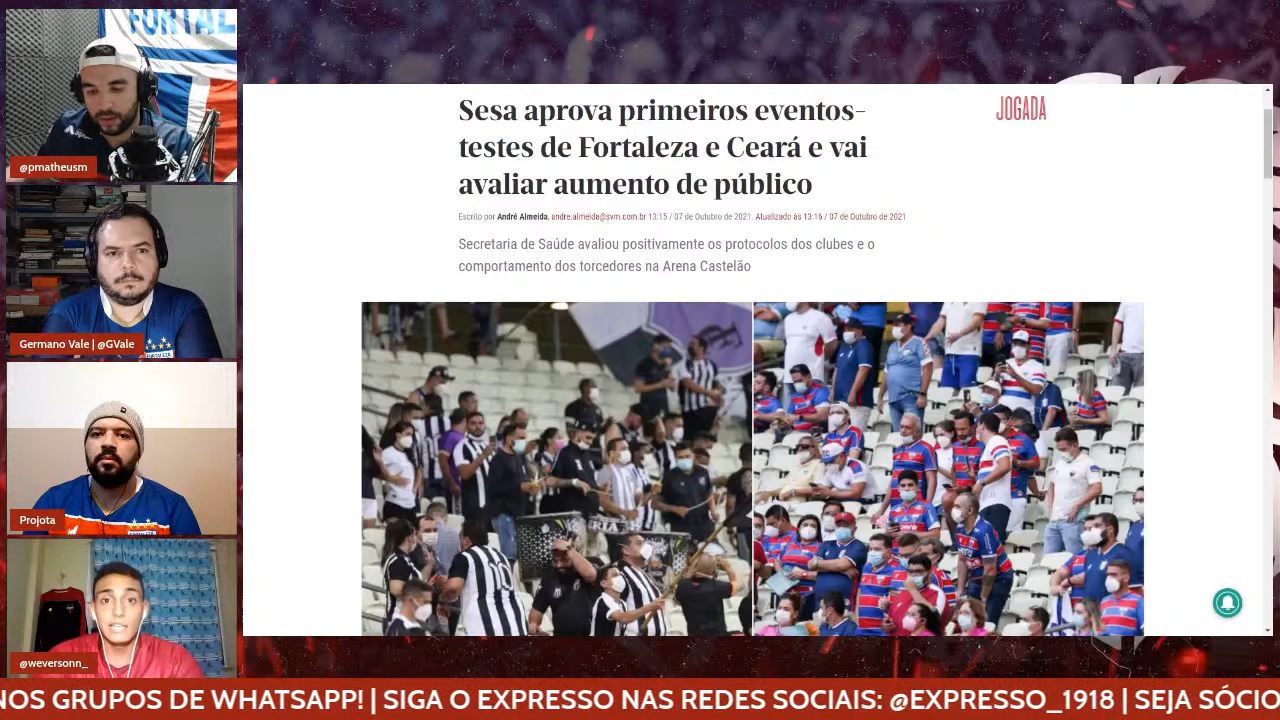 FORTAL
@pmatheusm
Germano Vale | @GVale
Projota
@weversonn_
Sesa aprova primeiros eventos-
testes de Fortaleza e Ceará e vai
avaliar aumento de público
JOGADA
Escrito por André Almeida, andre.almeida@svm.com.br 13:15 / 07 de Outubro de 2021. Atualizado às 13:16 / 07 de Outubro de 2021
Secretaria de Saúde avaliou positivamente os protocolos dos clubes e o
comportamento dos torcedores na Arena Castelão
NOS GRUPOS DE WHATSAPP! | SIGA O EXPRESSO NAS REDES SOCIAIS: @EXPRESSO_1918 | SEJA SÓCIO